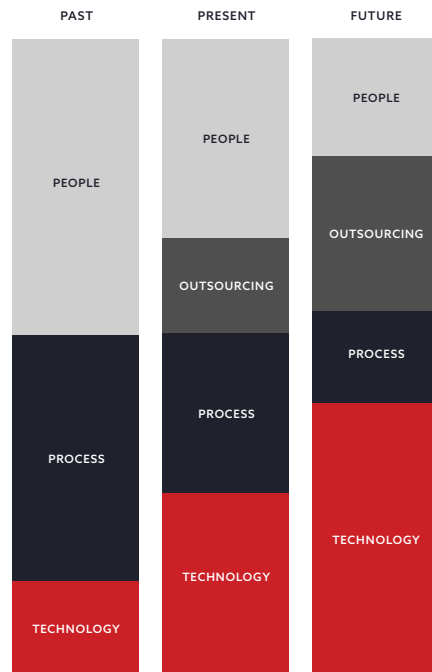 PAST
PRESENT
FUTURE
PEOPLE
PROCESS
TECHNOLOGY
PEOPLE
OUTSOURCING
PROCESS
TECHNOLOGY
PEOPLE
OUTSOURCING
PROCESS
TECHNOLOGY